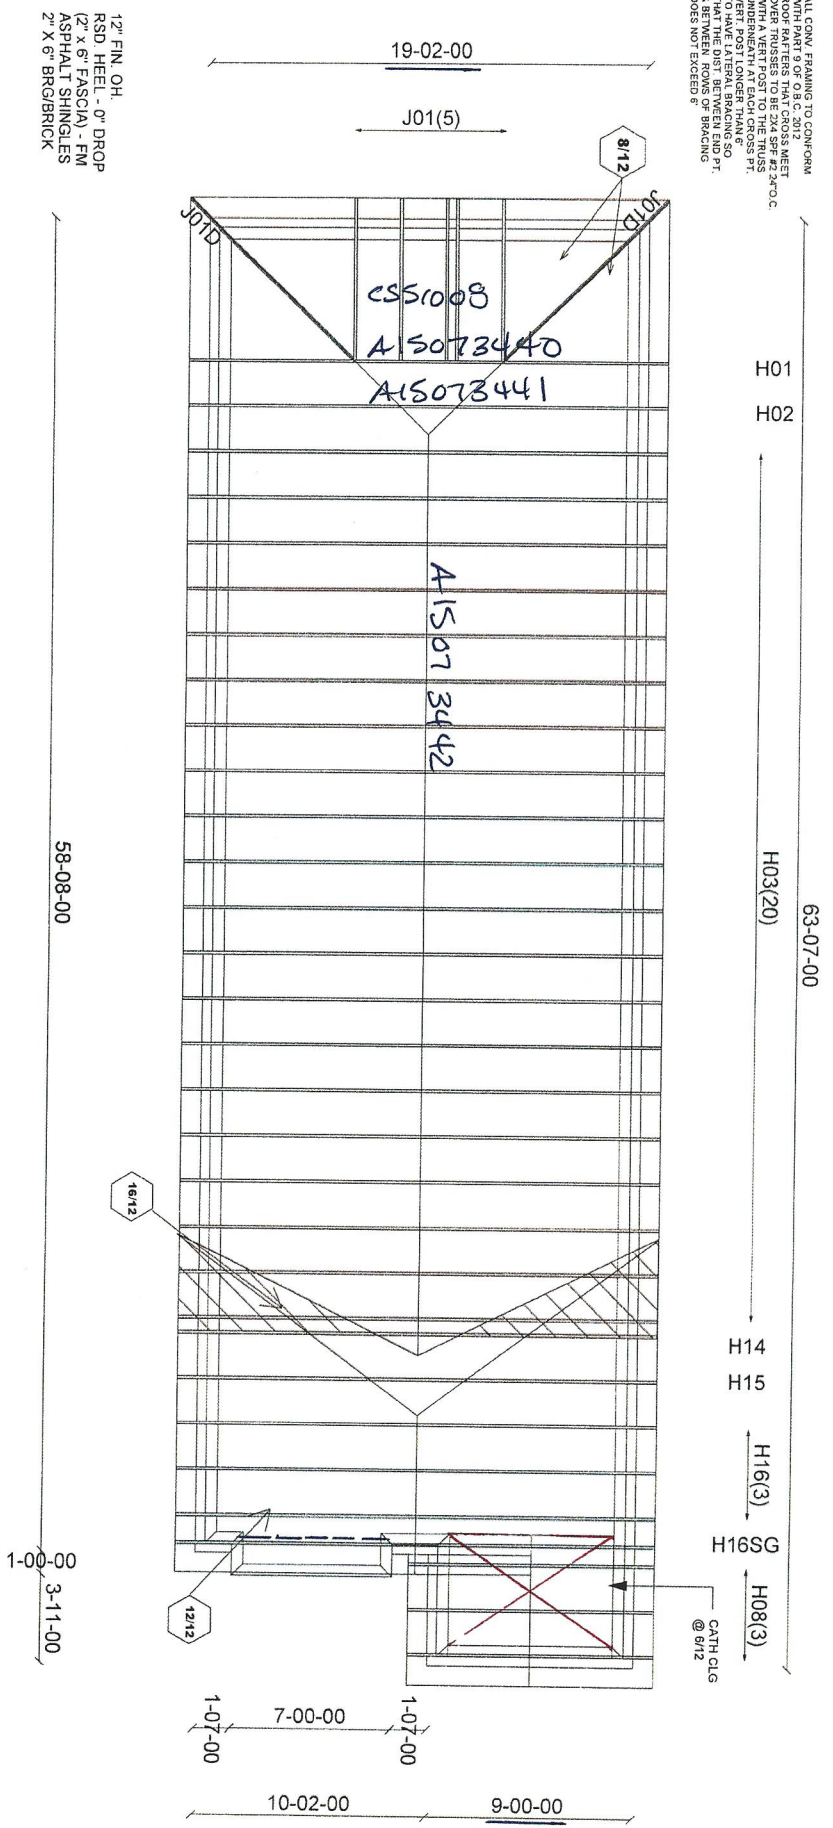 ALL CONV. FRAMING TO CONFORM
WITH PART 9 OF O.B.C. 2012
ROOF RAFTERS THAT CROSS MEET
OVER TRUSSES TO BE 2X4 SPF #2 24"O.C.
WITH A VERT POST TO THE TRUSS
UNDERNEATH AT EACH CROSS PT.
VERT. POST LONGER THAN 6'
TO HAVE LATERAL BRACING SO
THAT THE DIST. BETWEEN END PT.
& BETWEEN ROWS OF BRACING
DOES NOT EXCEED 6'
19-02-00
J01(5)
8/12
12" FIN. OH.
RSD. HEEL - 0" DROP
(2" x 6" FASCIA) - FM
ASPHALT SHINGLES
2" X 6" BRG/BRICK
J01D
J01D
CSS1008
A15073440
A15073441
A15073442
H01
H02
H03(20)
63-07-00
58-08-00
16/12
H14
H15
H16(3)
H16SG
H08(3)
CATH CLG
@ 6/12
12/12
1-00-00
3-11-00
1-07-00
7-00-00
1-07-00
10-02-00
9-00-00